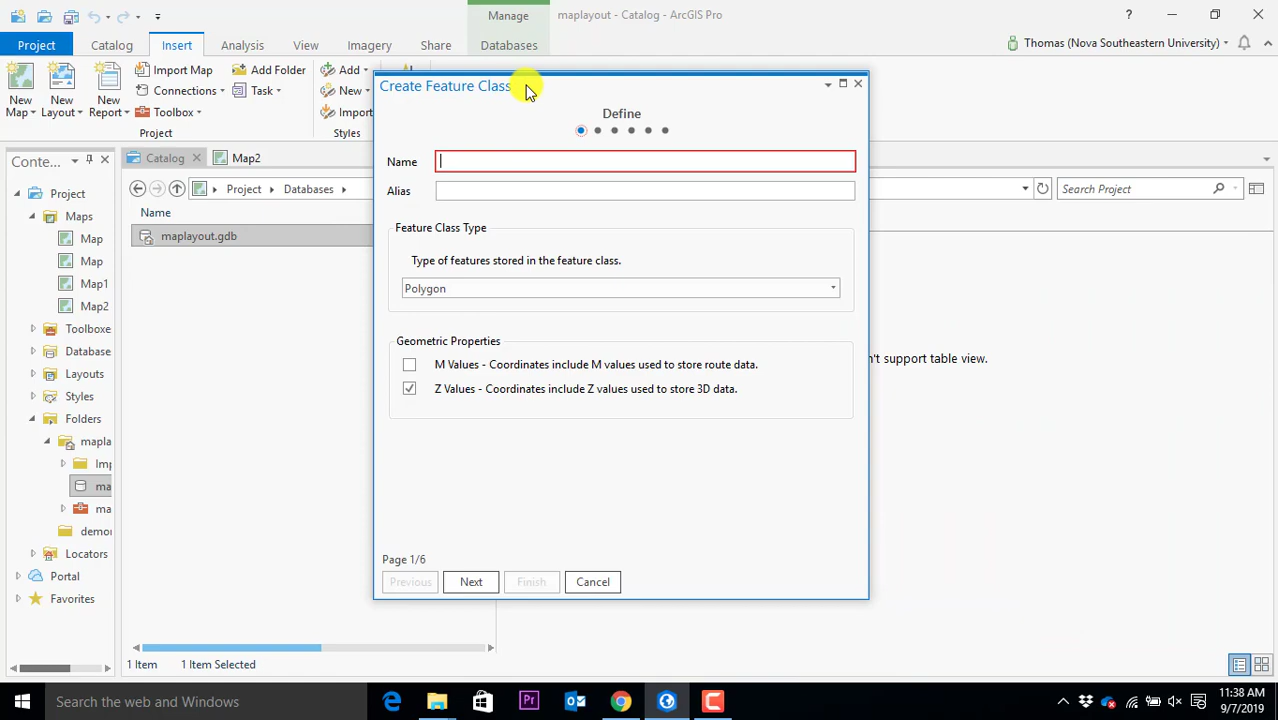 Manage
maplayout - Catalog - ArcGIS Pro
?
Project Catalog Insert Analysis View Imagery Share Databases
Thomas (Nova Southeastern University)
New Map
New Layout
New Report
Import Map
Connections
Toolbox
Add Folder
Task
Project
Add
New
Import
Styles
Create Feature Class
Define
Name
Alias
Feature Class Type
Type of features stored in the feature class.
Polygon
Geometric Properties
M Values - Coordinates include M values used to store route data.
Z Values - Coordinates include Z values used to store 3D data.
Page 1/6
Previous Next Finish Cancel
Conte...
Project
Maps
Map
Map
Map1
Map2
Toolboxe
Database
Layouts
Styles
Folders
mapla
Imp
ma
ma
demo
Locators
Portal
Favorites
Catalog
Map2
Project Databases
Search Project
Name
maplayout.gdb
n't support table view.
1 Item 1 Item Selected
Search the web and Windows
Pr
11:38 AM
9/7/2019